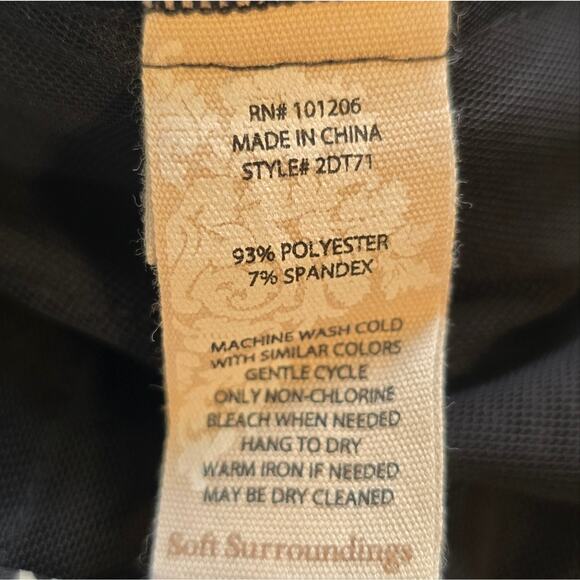 RN# 101206
MADE IN CHINA
STYLE# 2DT71
93% POLYESTER
7% SPANDEX
MACHINE WASH COLD
WITH SIMILAR COLORS
GENTLE CYCLE
ONLY NON-CHLORINE
BLEACH WHEN NEEDED
HANG TO DRY
WARM IRON IF NEEDED
MAY BE DRY CLEANED
Soft Surroundings